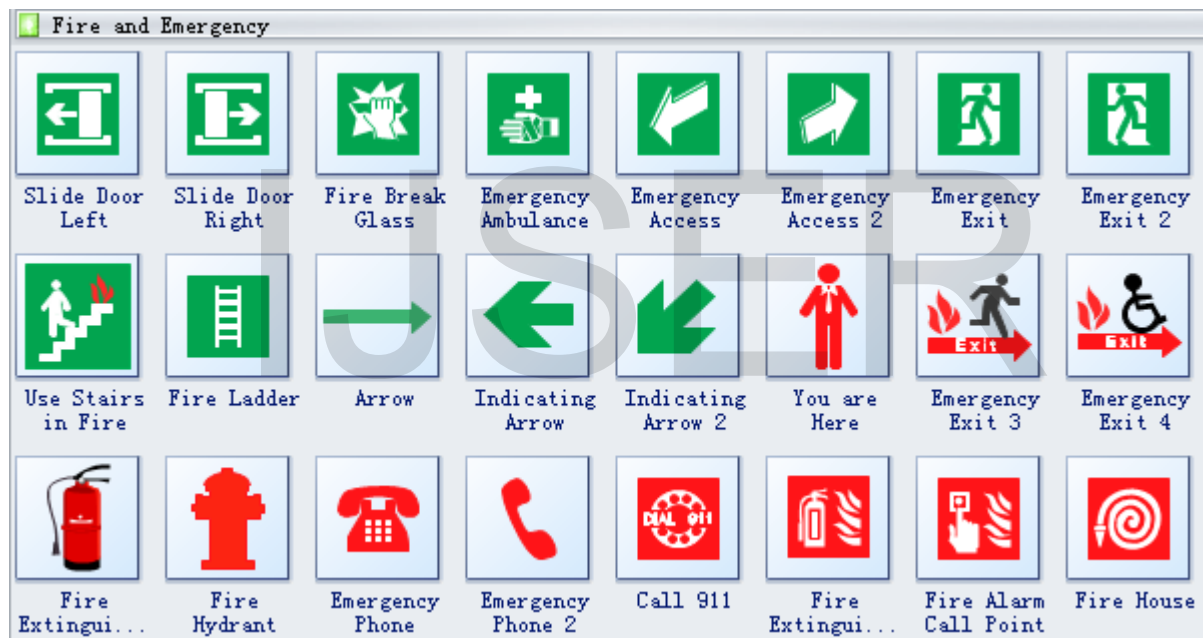 Fire and Emergency
Slide Door Left
Slide Door Right
Fire Break Glass
Emergency Ambulance
Emergency Access
Emergency Access 2
Emergency Exit
Emergency Exit 2
Exit
Exit
Use Stairs in Fire
Fire Ladder
Arrow
Indicating Arrow
Indicating Arrow 2
You are Here
Emergency Exit 3
Emergency Exit 4
DIAL 911
Fire Extingui...
Fire Hydrant
Emergency Phone
Emergency Phone 2
Call 911
Fire Extingui...
Fire Alarm Call Point
Fire House
IJSER